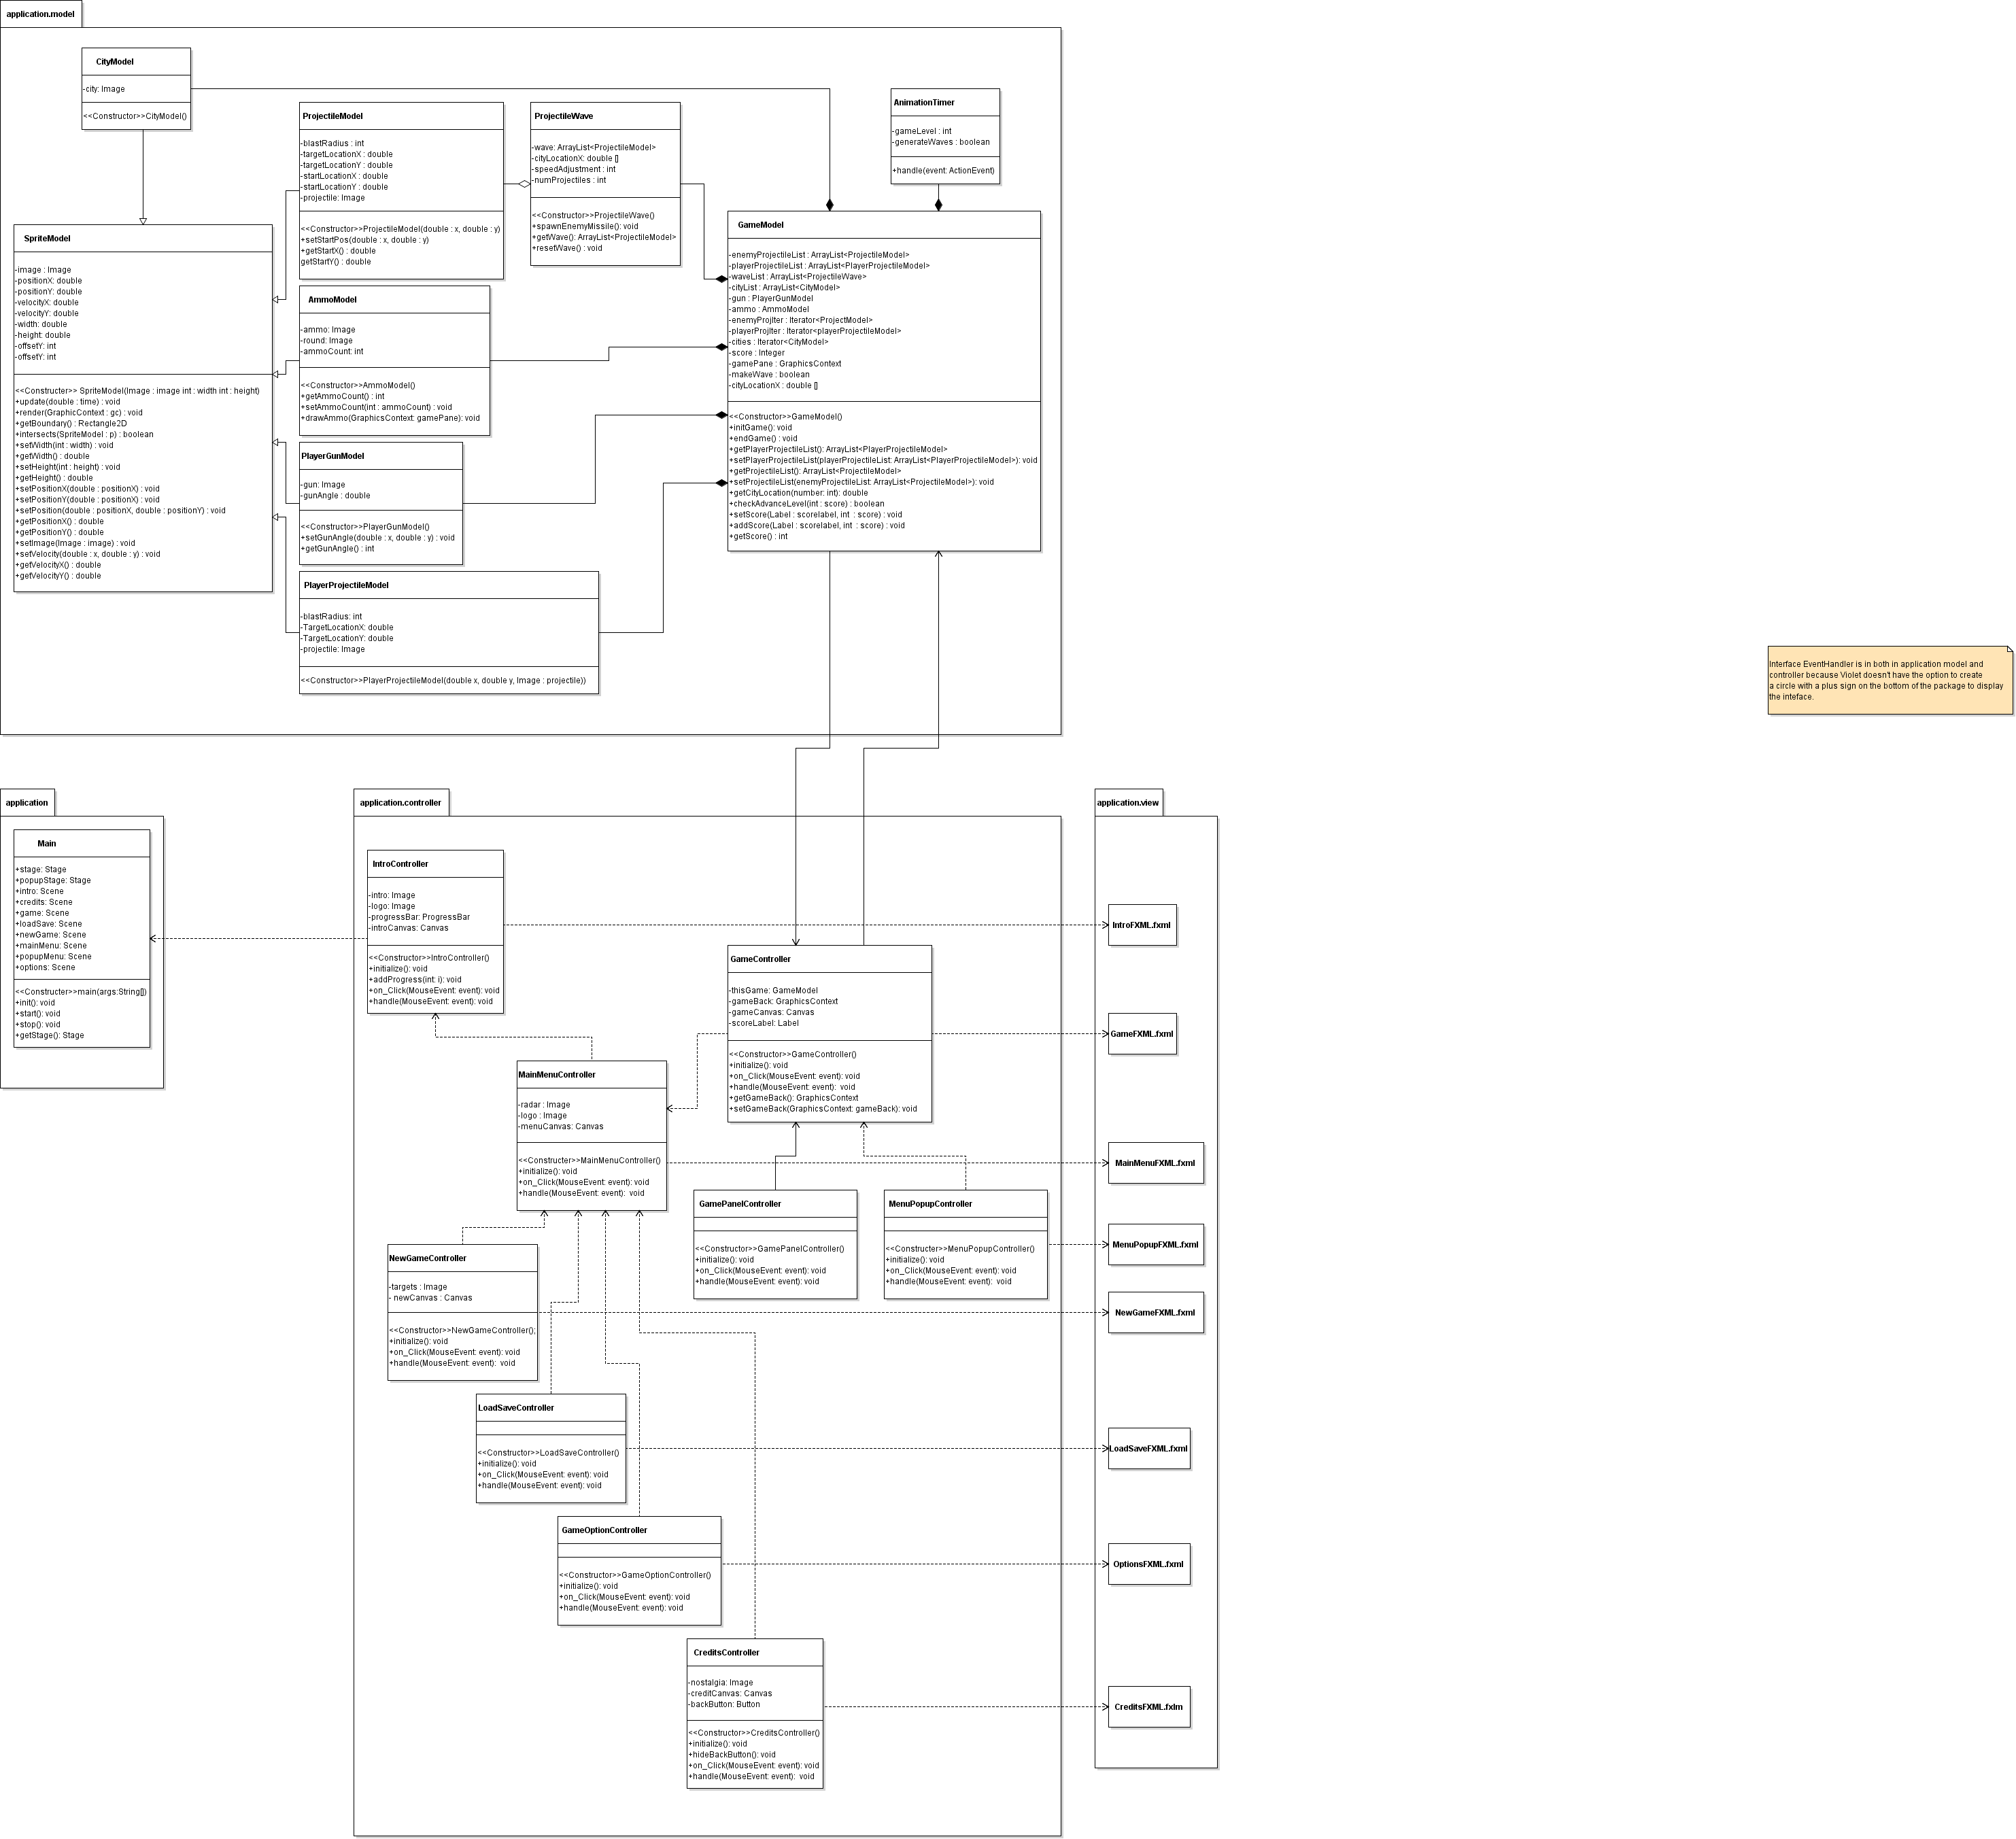 application.model
CityModel
-city: Image
<<Constructor>>CityModel()
ProjectileModel
-blastRadius : int
-targetLocationX : double
-targetLocationY : double
-startLocationX : double
-startLocationY : double
-projectile: Image
<<Constructor>>ProjectileModel(double : x, double : y)
+setStartPos(double : x, double : y)
+getStartX() : double
getStartY() : double
ProjectileWave
-wave: ArrayList<ProjectileModel>
-cityLocationX: double []
-speedAdjustment : int
-numProjectiles : int
<<Constructor>>ProjectileWave()
+spawnEnemyMissile(): void
+getWave(): ArrayList<ProjectileModel>
+resetWave() : void
AnimationTimer
-gameLevel : int
-generateWaves : boolean
+handle(event: ActionEvent)
SpriteModel
-image : Image
-positionX: double
-positionY: double
-velocityX: double
-velocityY: double
-width: double
-height: double
-offsetY: int
-offsetY: int
<<Constructer>> SpriteModel(Image : image int : width int : height)
+update(double : time) : void
+render(GraphicContext : gc) : void
+getBoundary() : Rectangle2D
+intersects(SpriteModel : p) : boolean
+setWidth(int : width) : void
+getWidth() : double
+setHeight(int : height) : void
+getHeight() : double
+setPositionX(double : positionX) : void
+setPositionY(double : positionX) : void
+setPosition(double : positionX, double : positionY) : void
+getPositionX() : double
+getPositionY() : double
+setImage(Image : image) : void
+setVelocity(double : x, double : y) : void
+getVelocityX() : double
+getVelocityY() : double
AmmoModel
-ammo: Image
-round: Image
-ammoCount: int
<<Constructor>>AmmoModel()
+getAmmoCount() : int
+setAmmoCount(int : ammoCount) : void
+drawAmmo(GraphicsContext: gamePane): void
PlayerGunModel
-gun: Image
-gunAngle : double
<<Constructor>>PlayerGunModel()
+setGunAngle(double : x, double : y) : void
+getGunAngle() : int
PlayerProjectileModel
-blastRadius: int
-TargetLocationX: double
-TargetLocationY: double
-projectile: Image
<<Constructor>>PlayerProjectileModel(double x, double y, Image : projectile))
GameModel
-enemyProjectileList : ArrayList<ProjectileModel>
-playerProjectileList : ArrayList<PlayerProjectileModel>
-waveList : ArrayList<ProjectileWave>
-cityList : ArrayList<CityModel>
-gun : PlayerGunModel
-ammo : AmmoModel
-enemyProjIter : Iterator<ProjectModel>
-playerProjIter : Iterator<playerProjectileModel>
-cities : Iterator<CityModel>
-score : Integer
-gamePane : GraphicsContext
-makeWave : boolean
-cityLocationX : double []
<<Constructor>>GameModel()
+initGame(): void
+endGame() : void
+getPlayerProjectileList(): ArrayList<PlayerProjectileModel>
+setPlayerProjectileList(playerProjectileList: ArrayList<PlayerProjectileModel>): void
+getProjectileList(): ArrayList<ProjectileModel>
+setProjectileList(enemyProjectileList: ArrayList<ProjectileModel>): void
+getCityLocation(number: int): double
+checkAdvanceLevel(int : score) : boolean
+setScore(Label : scorelabel, int  : score) : void
+addScore(Label : scorelabel, int  : score) : void
+getScore() : int
Interface EventHandler is in both in application model and
controller because Violet doesn't have the option to create
a circle with a plus sign on the bottom of the package to display
the inteface.
application
Main
+stage: Stage
+popupStage: Stage
+intro: Scene
+credits: Scene
+game: Scene
+loadSave: Scene
+newGame: Scene
+mainMenu: Scene
+popupMenu: Scene
+options: Scene
<<Constructer>>main(args:String[])
+init(): void
+start(): void
+stop(): void
+getStage(): Stage
application.controller
IntroController
-intro: Image
-logo: Image
-progressBar: ProgressBar
-introCanvas: Canvas
<<Constructor>>IntroController()
+initialize(): void
+addProgress(int: i): void
+on_Click(MouseEvent: event): void
+handle(MouseEvent: event): void
GameController
-thisGame: GameModel
-gameBack: GraphicsContext
-gameCanvas: Canvas
-scoreLabel: Label
<<Constructor>>GameController()
+initialize(): void
+on_Click(MouseEvent: event): void
+handle(MouseEvent: event):  void
+getGameBack(): GraphicsContext
+setGameBack(GraphicsContext: gameBack): void
MainMenuController
-radar : Image
-logo : Image
-menuCanvas: Canvas
<<Constructer>>MainMenuController()
+initialize(): void
+on_Click(MouseEvent: event): void
+handle(MouseEvent: event):  void
GamePanelController
<<Constructor>>GamePanelController()
+initialize(): void
+on_Click(MouseEvent: event): void
+handle(MouseEvent: event): void
MenuPopupController
<<Constructer>>MenuPopupController()
+initialize(): void
+on_Click(MouseEvent: event): void
+handle(MouseEvent: event):  void
NewGameController
-targets : Image
- newCanvas : Canvas
<<Constructor>>NewGameController();
+initialize(): void
+on_Click(MouseEvent: event): void
+handle(MouseEvent: event):  void
LoadSaveController
<<Constructor>>LoadSaveController()
+initialize(): void
+on_Click(MouseEvent: event): void
+handle(MouseEvent: event): void
GameOptionController
<<Constructor>>GameOptionController()
+initialize(): void
+on_Click(MouseEvent: event): void
+handle(MouseEvent: event): void
CreditsController
-nostalgia: Image
-creditCanvas: Canvas
-backButton: Button
<<Constructor>>CreditsController()
+initialize(): void
+hideBackButton(): void
+on_Click(MouseEvent: event): void
+handle(MouseEvent: event):  void
application.view
IntroFXML.fxml
GameFXML.fxml
MainMenuFXML.fxml
MenuPopupFXML.fxml
NewGameFXML.fxml
LoadSaveFXML.fxml
OptionsFXML.fxml
CreditsFXML.fxlm